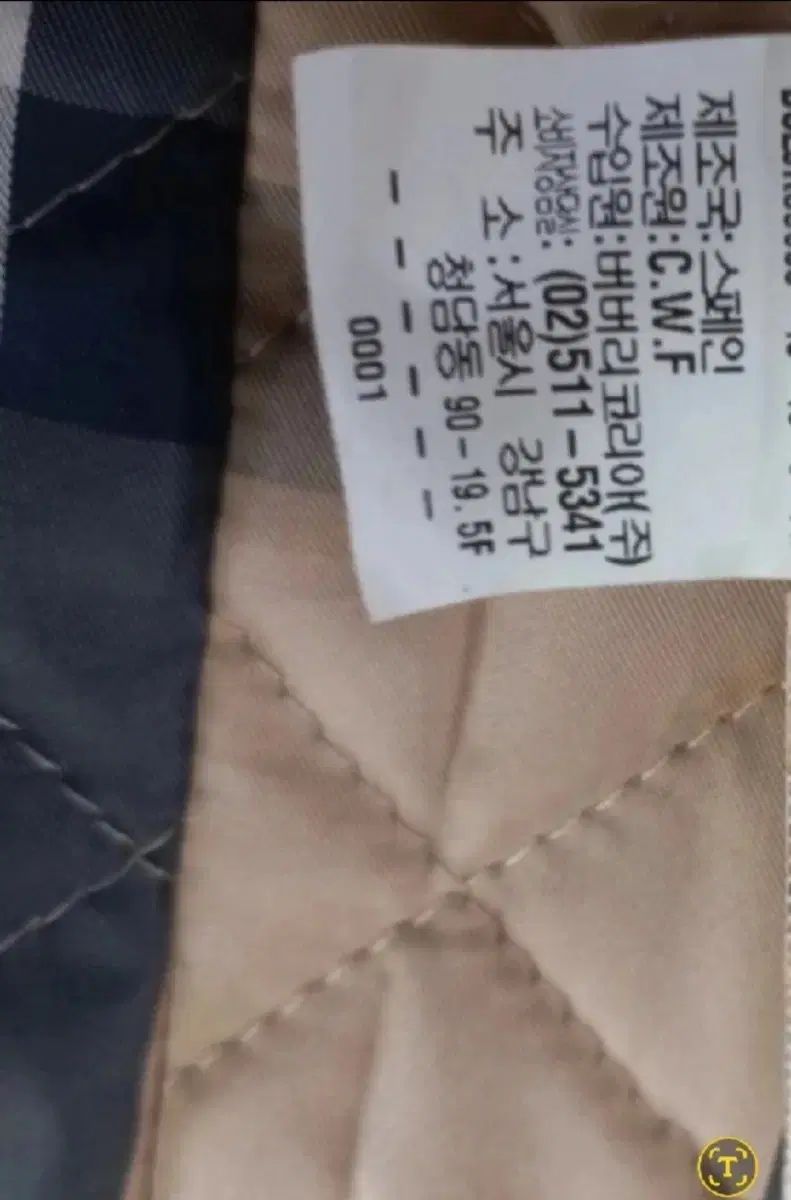 제조국:스페인
제조원:C.W.F
수입원:버버리코리아(주)
소비자상담실: (02)511-5341
주 소:서울시 강남구
청담동 90-19.5F
------
0001